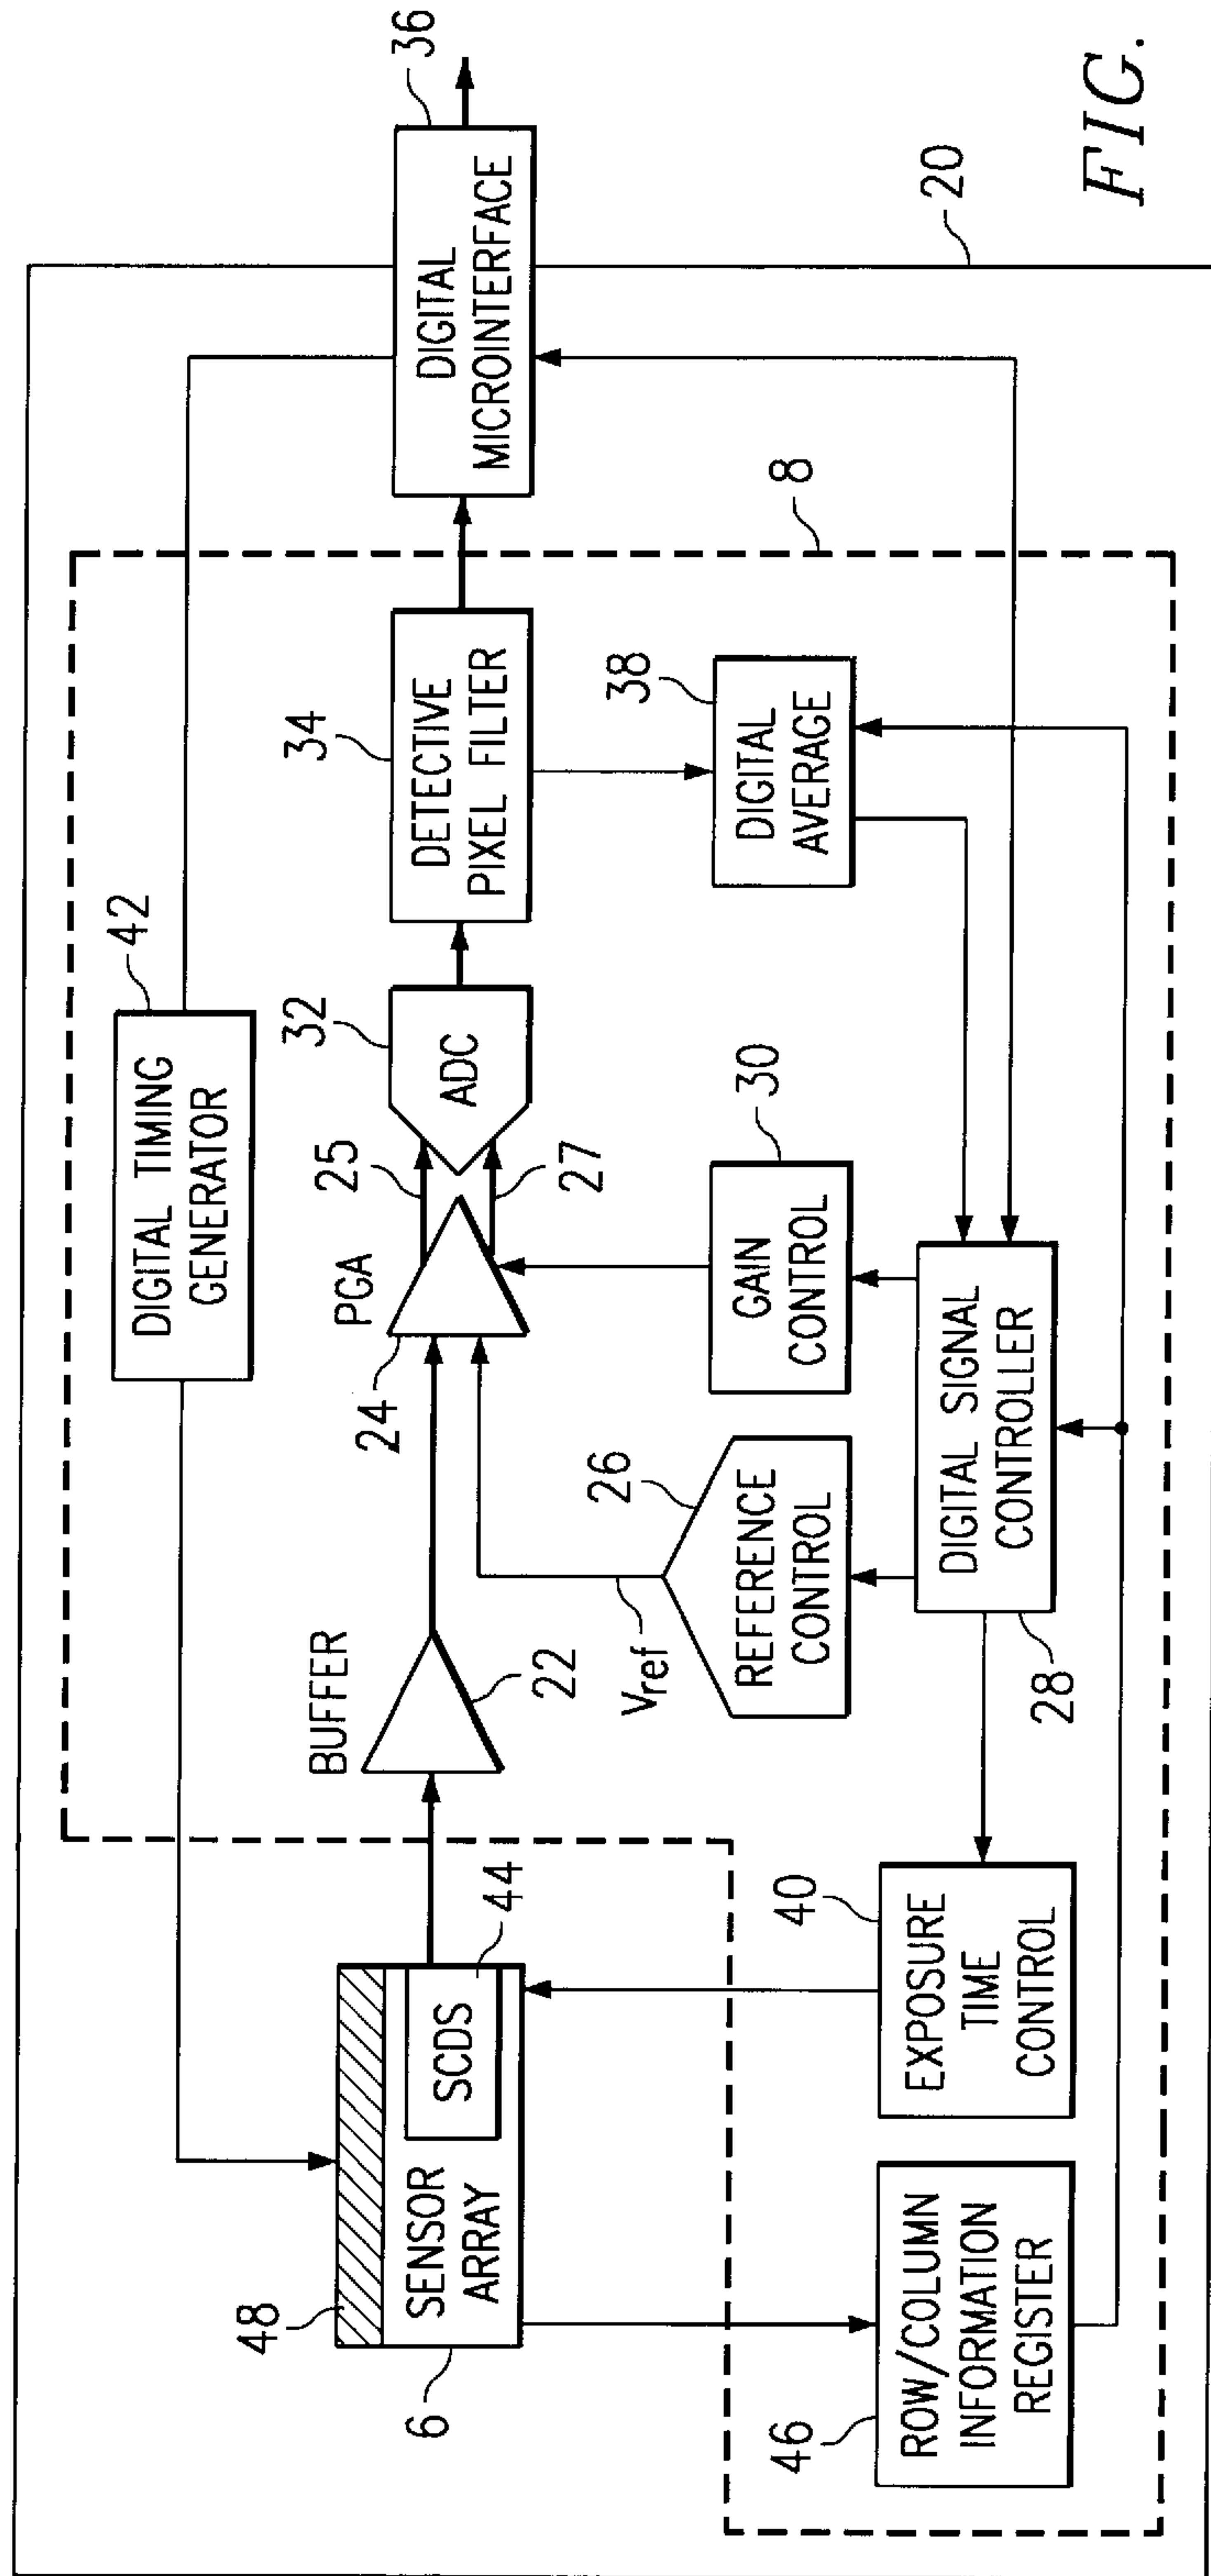 42
DIGITAL TIMING
GENERATOR
36
DIGITAL
MICROINTERFACE
34
DETECTIVE
PIXEL FILTER
32
ADC
25
27
PGA
24
BUFFER
22
48
SENSOR
ARRAY
SCDS
44
6
38
DIGITAL
AVERAGE
30
GAIN
CONTROL
26
REFERENCE
CONTROL
Vref
8
20
DIGITAL SIGNAL
CONTROLLER
28
40
EXPOSURE
TIME
CONTROL
46
ROW/COLUMN
INFORMATION
REGISTER
FIG.